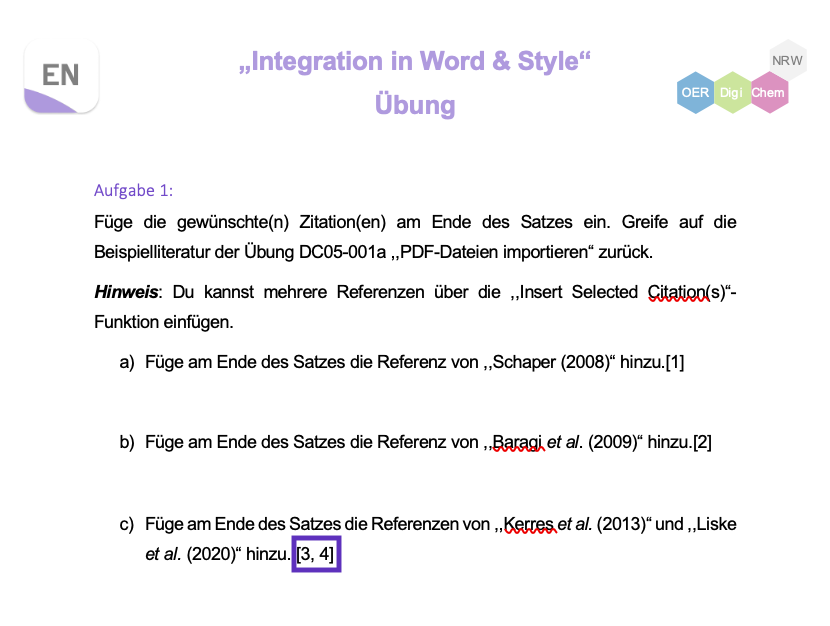 EN
„Integration in Word & Style“
Übung
NRW
OER Digi Chem
Aufgabe 1:
Füge die gewünschte(n) Zitation(en) am Ende des Satzes ein. Greife auf die
Beispielliteratur der Übung DC05-001a ,,PDF-Dateien importieren“ zurück.
Hinweis: Du kannst mehrere Referenzen über die ,,Insert Selected Citation(s)“-
Funktion einfügen.
a) Füge am Ende des Satzes die Referenz von ,,Schaper (2008)“ hinzu.[1]
b) Füge am Ende des Satzes die Referenz von ,,Baragi et al. (2009)“ hinzu.[2]
c) Füge am Ende des Satzes die Referenzen von ,,Kerres et al. (2013)“ und ,,Liske
et al. (2020)“ hinzu. [3, 4]